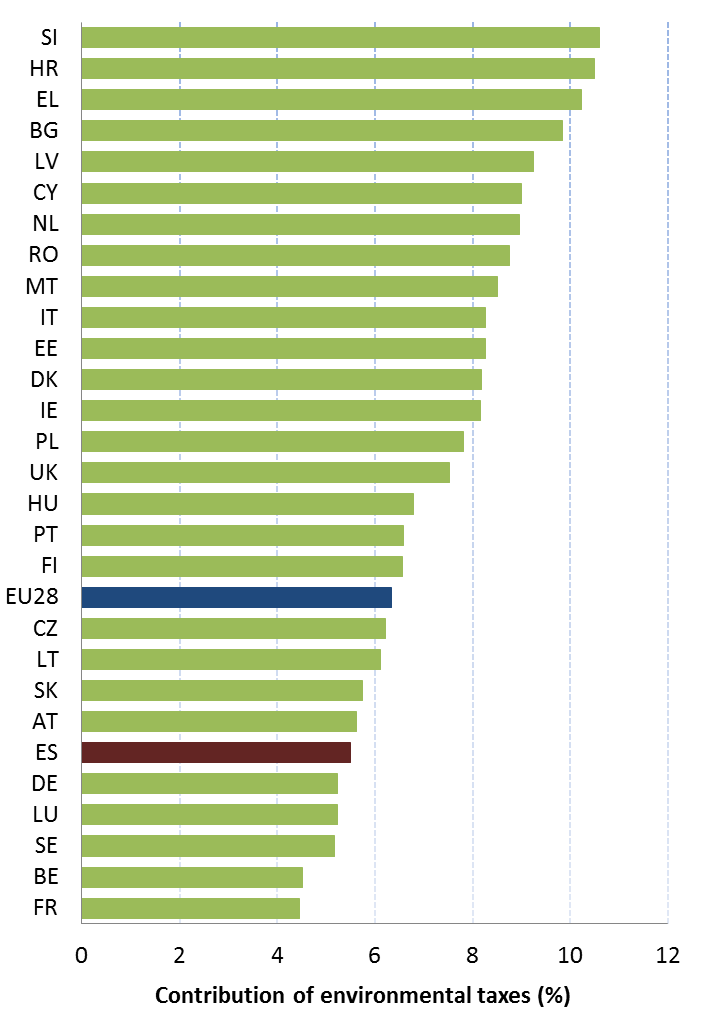 SI
HR
EL
BG
LV
CY
NL
RO
MT
IT
EE
DK
IE
PL
UK
HU
PT
FI
EU28
CZ
LT
SK
AT
ES
DE
LU
SE
BE
FR
0 2 4 6 8 10 12
Contribution of environmental taxes (%)